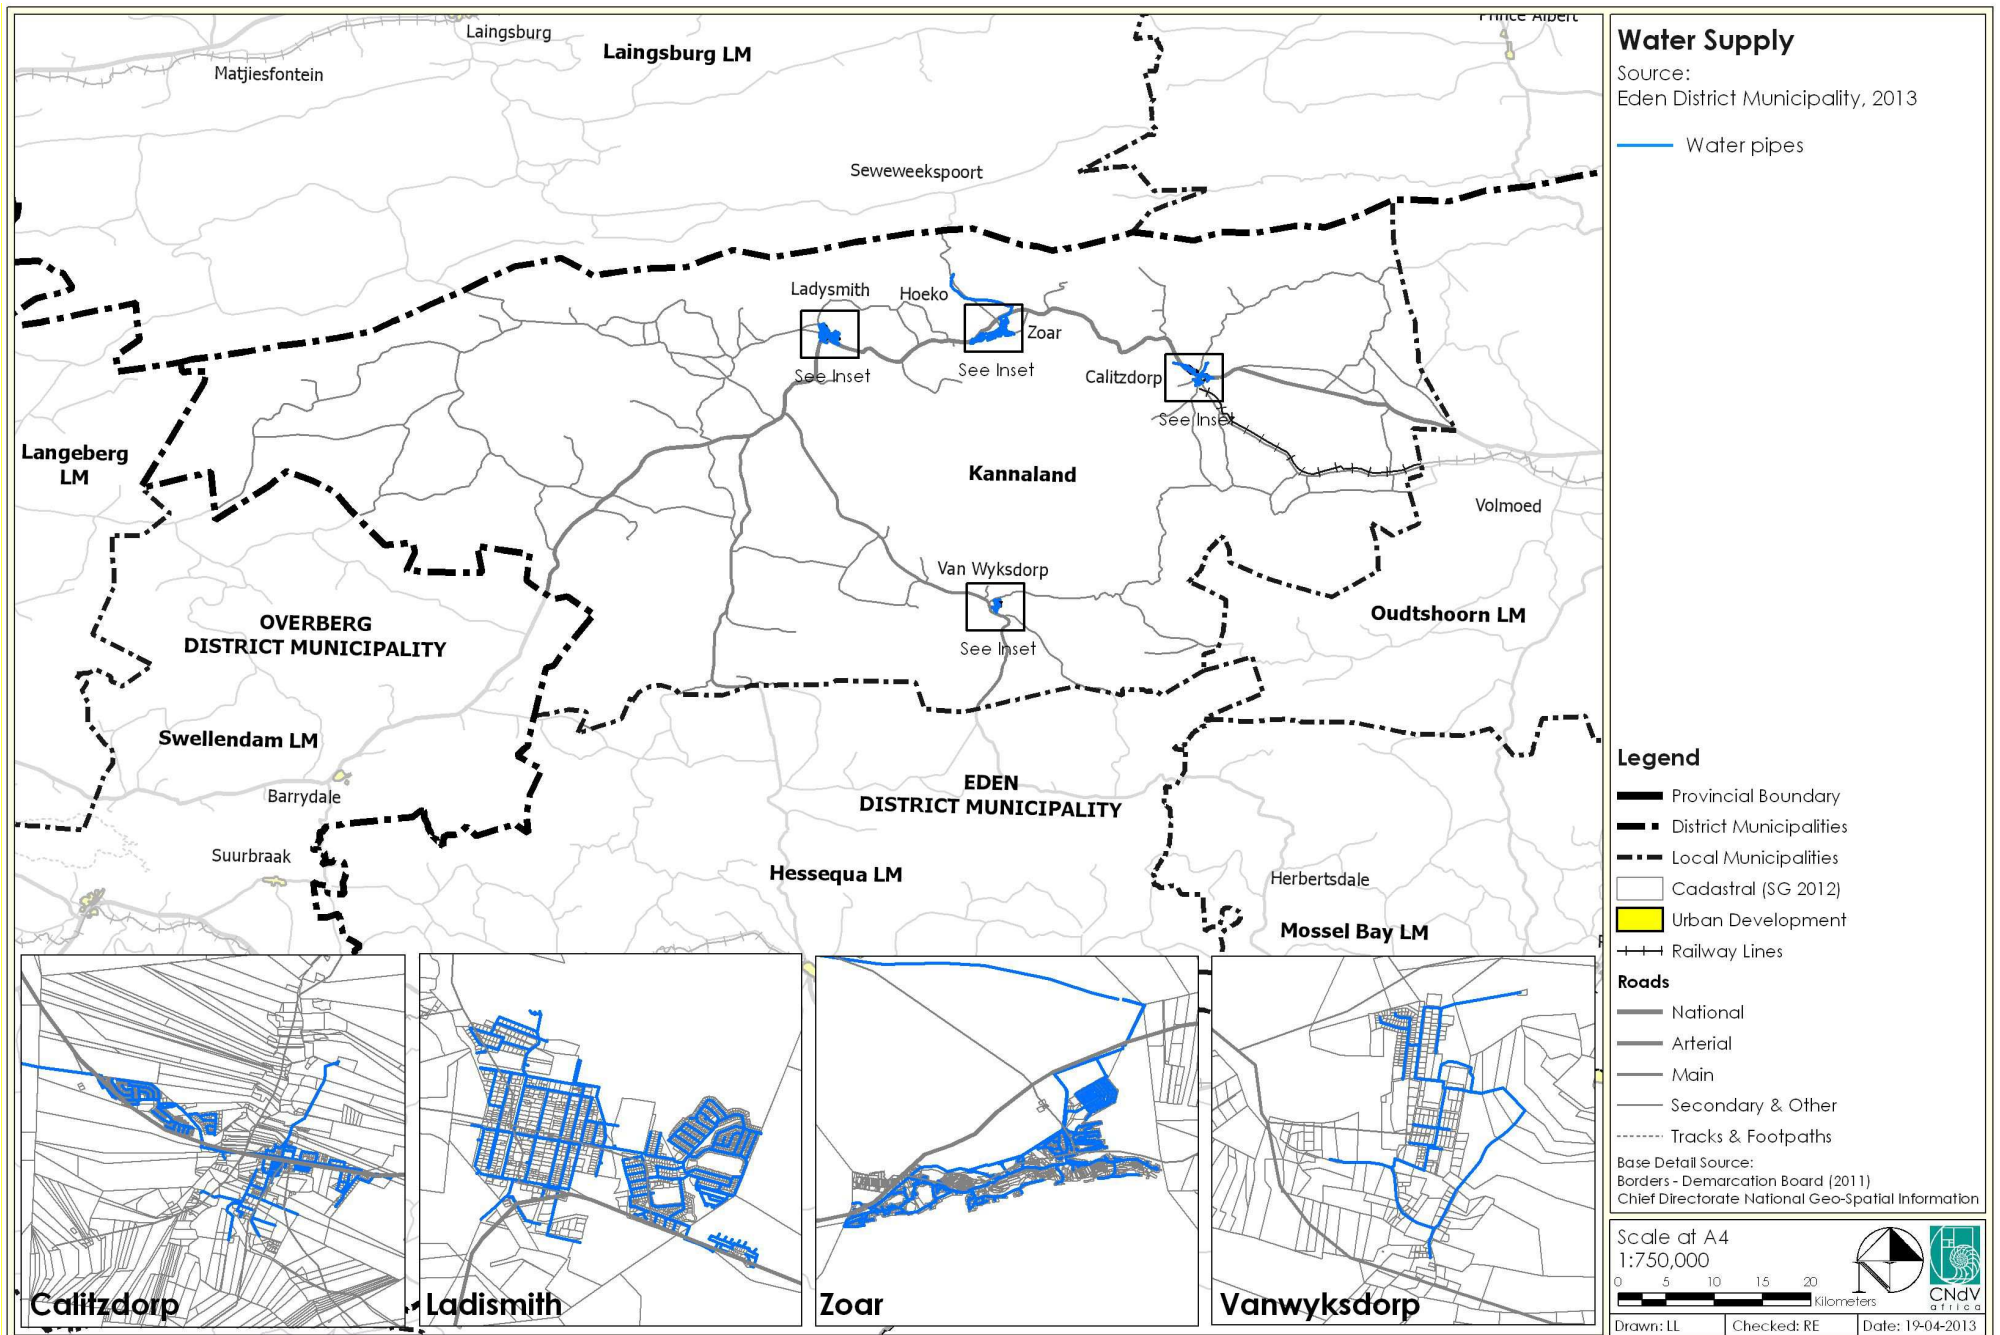 Laingsburg
Laingsburg LM
Matjiesfontein
Prince Albert
Seweweekspoort
Ladysmith
Hoeko
Zoar
See Inset
See Inset
Calitzdorp
See Inset
Langeberg
LM
Kannaland
Volmoed
Van Wyksdorp
See Inset
OVERBERG
DISTRICT MUNICIPALITY
Oudtshoorn LM
Swellendam LM
Barrydale
EDEN
DISTRICT MUNICIPALITY
Suurbraak
Hessequa LM
Herbertsdale
Mossel Bay LM
Calitzdorp
Ladismith
Zoar
Vanwyksdorp
Water Supply
Source:
Eden District Municipality, 2013
Water pipes
Legend
Provincial Boundary
District Municipalities
Local Municipalities
Cadastral (SG 2012)
Urban Development
Railway Lines
Roads
National
Arterial
Main
Secondary & Other
Tracks & Footpaths
Base Detail Source:
Borders - Demarcation Board (2011)
Chief Directorate National Geo-Spatial Information
Scale at A4
1:750,000
0 5 10 15 20
Kilometers
CNdV
africa
Drawn: LL
Checked: RE
Date: 19-04-2013